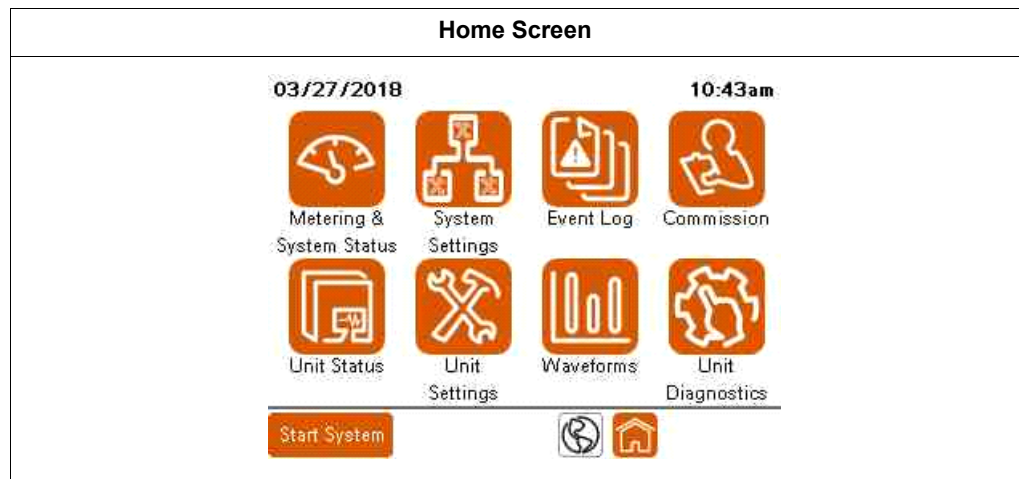 Home Screen
03/27/2018 10:43am
Metering & System Event Log Commission
System Status Settings
Unit Status Unit Waveforms Unit
Settings Diagnostics
Start System